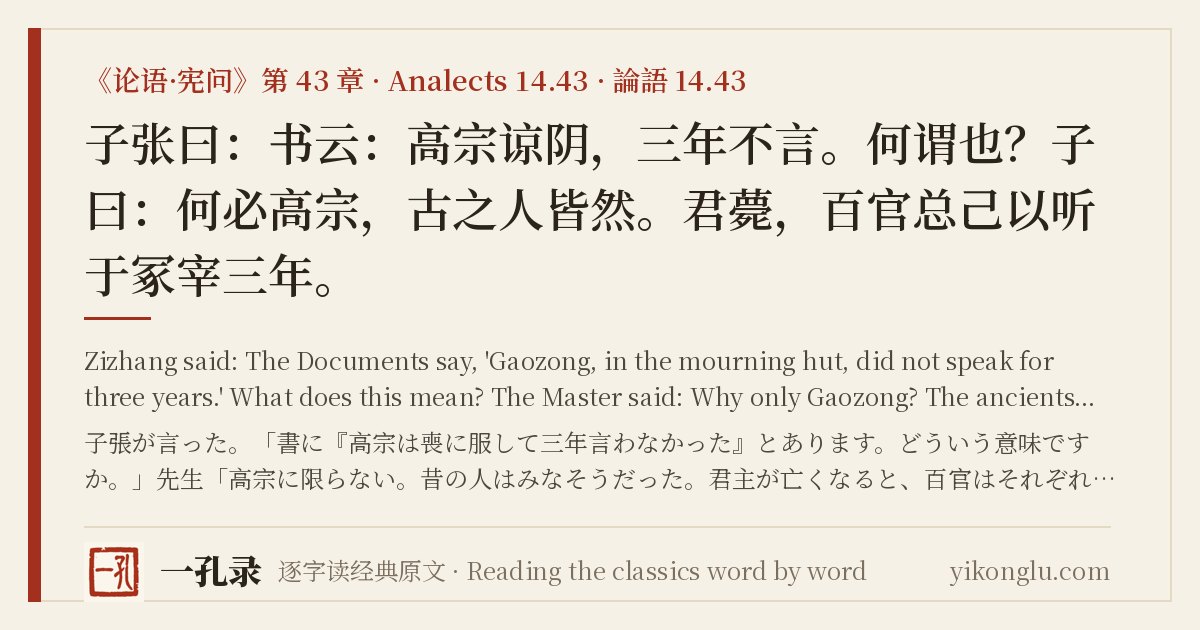 《论语·宪问》第 43 章 · Analects 14.43 · 論語 14.43
子张曰：书云：高宗谅阴，三年不言。何谓也？子
曰：何必高宗，古之人皆然。君薨，百官总己以听
于冢宰三年。
Zizhang said: The Documents say, 'Gaozong, in the mourning hut, did not speak for
three years.' What does this mean? The Master said: Why only Gaozong? The ancients...
子張が言った。「書に『高宗は喪に服して三年言わなかった』とあります。どういう意味です
か。」先生「高宗に限らない。昔の人はみなそうだった。君主が亡くなると、百官はそれぞれ…
一孔
一孔录 逐字读经典原文 · Reading the classics word by word yikonglu.com